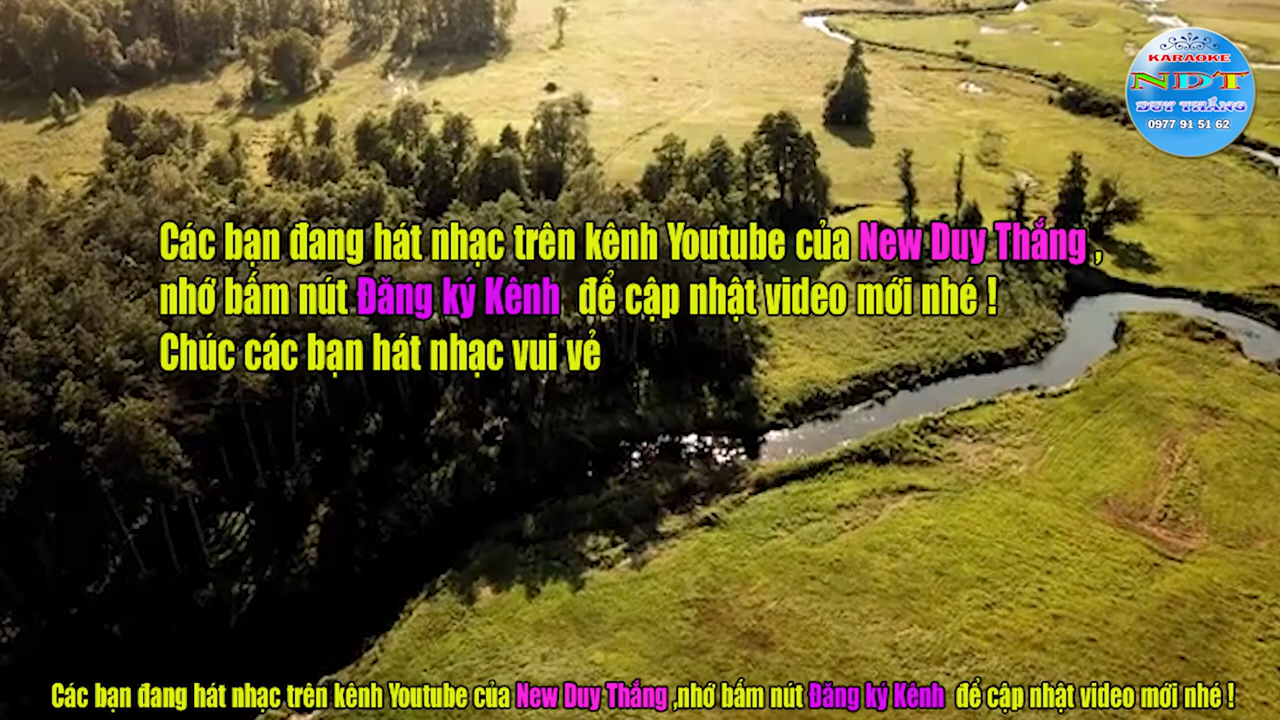 KARAOKE
NDT
DUY THẮNG
0977 91 51 62
Các bạn đang hát nhạc trên kênh Youtube của New Duy Thắng ,
nhớ bấm nút Đăng ký Kênh để cập nhật video mới nhé !
Chúc các bạn hát nhạc vui vẻ
Các bạn đang hát nhạc trên kênh Youtube của New Duy Thắng ,nhớ bấm nút Đăng ký Kênh để cập nhật video mới nhé !